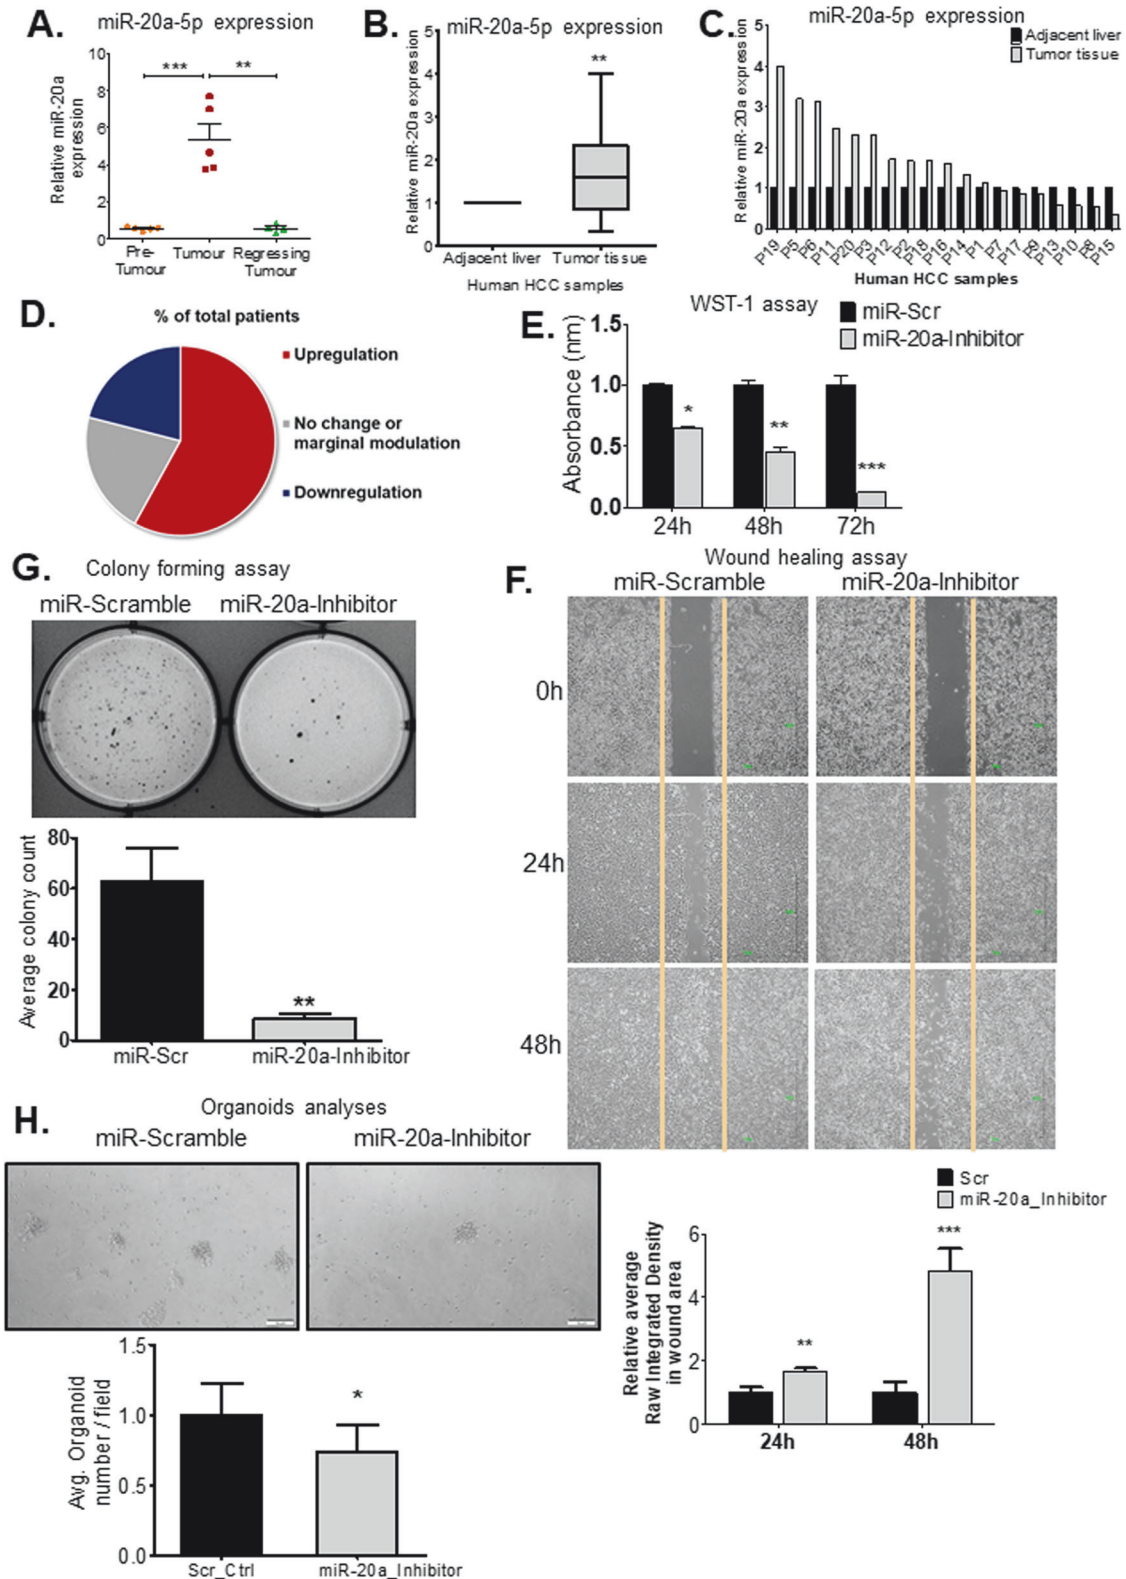 A.
miR-20a-5p expression
Relative miR-20a
expression
10
8
6
4
2
0
***
**
Pre-
Tumour
Tumour
Regressing
Tumour
B.
miR-20a-5p expression
Relative miR-20a expression
5
4
3
2
1
0
**
Adjacent liver
Tumor tissue
Human HCC samples
C.
miR-20a-5p expression
Adjacent liver
Tumor tissue
Relative miR-20a expression
5
4
3
2
1
0
P19 P5 P6 P11 P20 P3 P12 P2 P18 P16 P14 P1 P7 P17 P9 P13 P10 P8 P15
Human HCC samples
D.
% of total patients
Upregulation
No change or
marginal modulation
Downregulation
E.
WST-1 assay
miR-Scr
miR-20a-Inhibitor
Absorbance (nm)
1.5
1.0
0.5
0.0
*
**
***
24h
48h
72h
G.
Colony forming assay
miR-Scramble
miR-20a-Inhibitor
Average colony count
80
60
40
20
0
**
miR-Scr
miR-20a-Inhibitor
F.
Wound healing assay
miR-Scramble
miR-20a-Inhibitor
0h
24h
48h
Scr
miR-20a_Inhibitor
Relative average
Raw Integrated Density
in wound area
6
4
2
0
**
***
24h
48h
H.
Organoids analyses
miR-Scramble
miR-20a-Inhibitor
Avg. Organoid
number / field
1.5
1.0
0.5
0.0
*
Scr_Ctrl
miR-20a_Inhibitor